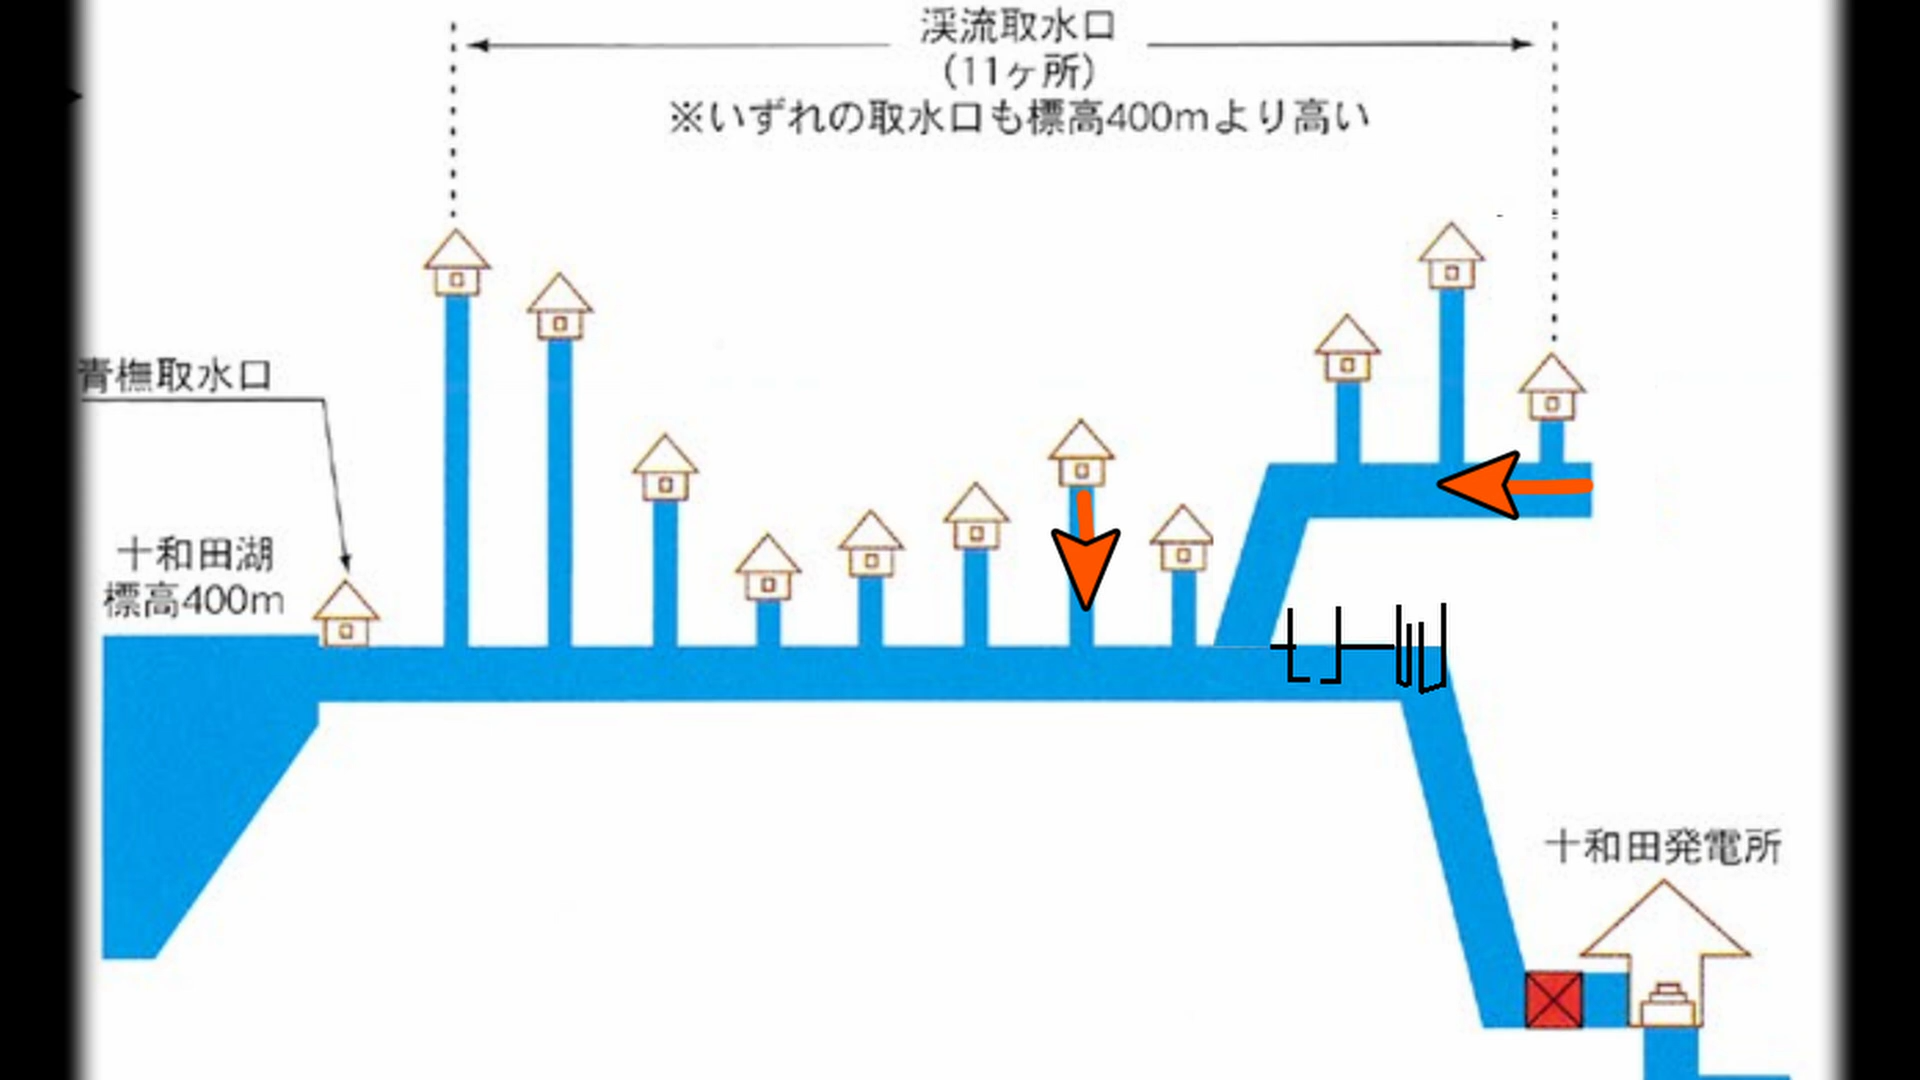 渓流取水口
(11ヶ所)
※いずれの取水口も標高400mより高い
青橅取水口
十和田湖
標高400m
十和田発電所